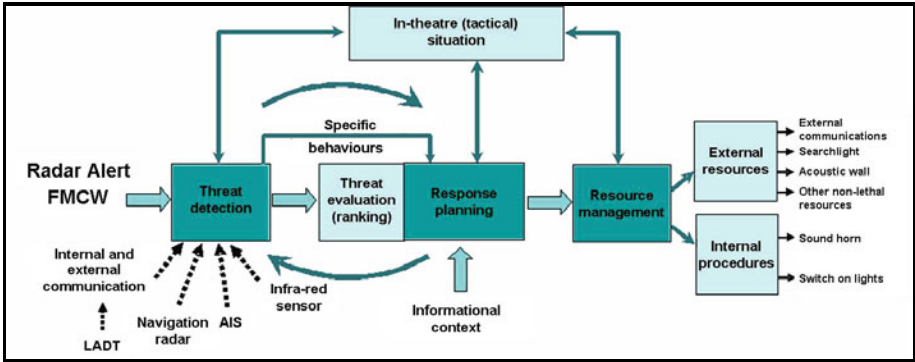 In-theatre (tactical)
situation
Specific
behaviours
Radar Alert
FMCW
Threat
detection
Threat
evaluation
(ranking)
Response
planning
Resource
management
External
resources
External
communications
Searchlight
Acoustic wall
Other non-lethal
resources
Internal
procedures
Sound horn
Switch on lights
Internal and
external
communication
LADT
Navigation
radar
AIS
Infra-red
sensor
Informational
context